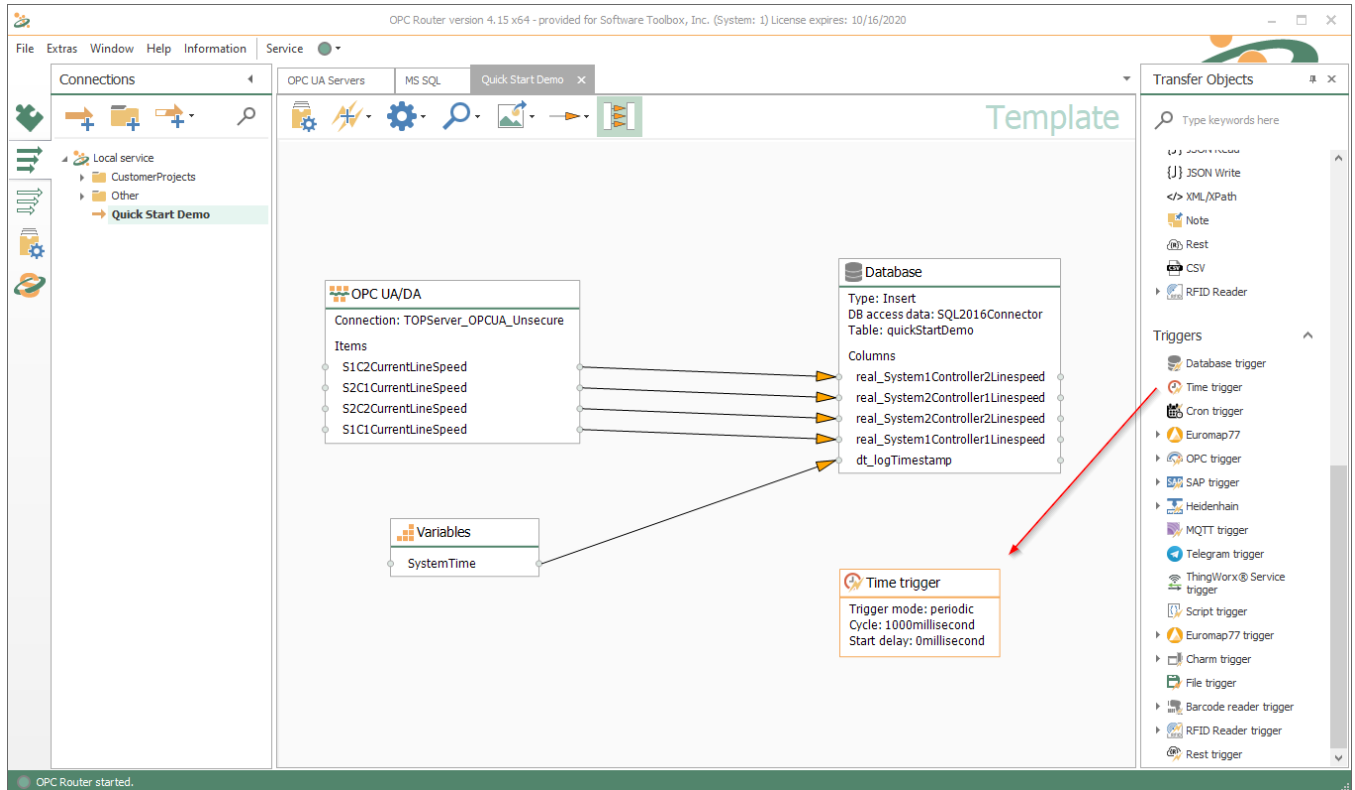 OPC Router version 4.15 x64 - provided for Software Toolbox, Inc. (System: 1) License expires: 10/16/2020
File Extras Window Help Information Service
Connections
Local service
CustomerProjects
Other
Quick Start Demo
OPC UA Servers MS SQL Quick Start Demo
Template
OPC UA/DA
Connection: TOPServer_OPCUA_Unsecure
Items
S1C2CurrentLineSpeed
S2C1CurrentLineSpeed
S2C2CurrentLineSpeed
S1C1CurrentLineSpeed
Variables
SystemTime
Database
Type: Insert
DB access data: SQL2016Connector
Table: quickStartDemo
Columns
real_System1Controller2Linespeed
real_System2Controller1Linespeed
real_System2Controller2Linespeed
real_System1Controller1Linespeed
dt_logTimestamp
Time trigger
Trigger mode: periodic
Cycle: 1000millisecond
Start delay: 0millisecond
Transfer Objects
Type keywords here
JSON Read
JSON Write
XML/XPath
Note
Rest
CSV
RFID Reader
Triggers
Database trigger
Time trigger
Cron trigger
Euromap77
OPC trigger
SAP trigger
Heidenhain
MQTT trigger
Telegram trigger
ThingWorx® Service
trigger
Script trigger
Euromap77 trigger
Charm trigger
File trigger
Barcode reader trigger
RFID Reader trigger
Rest trigger
OPC Router started.